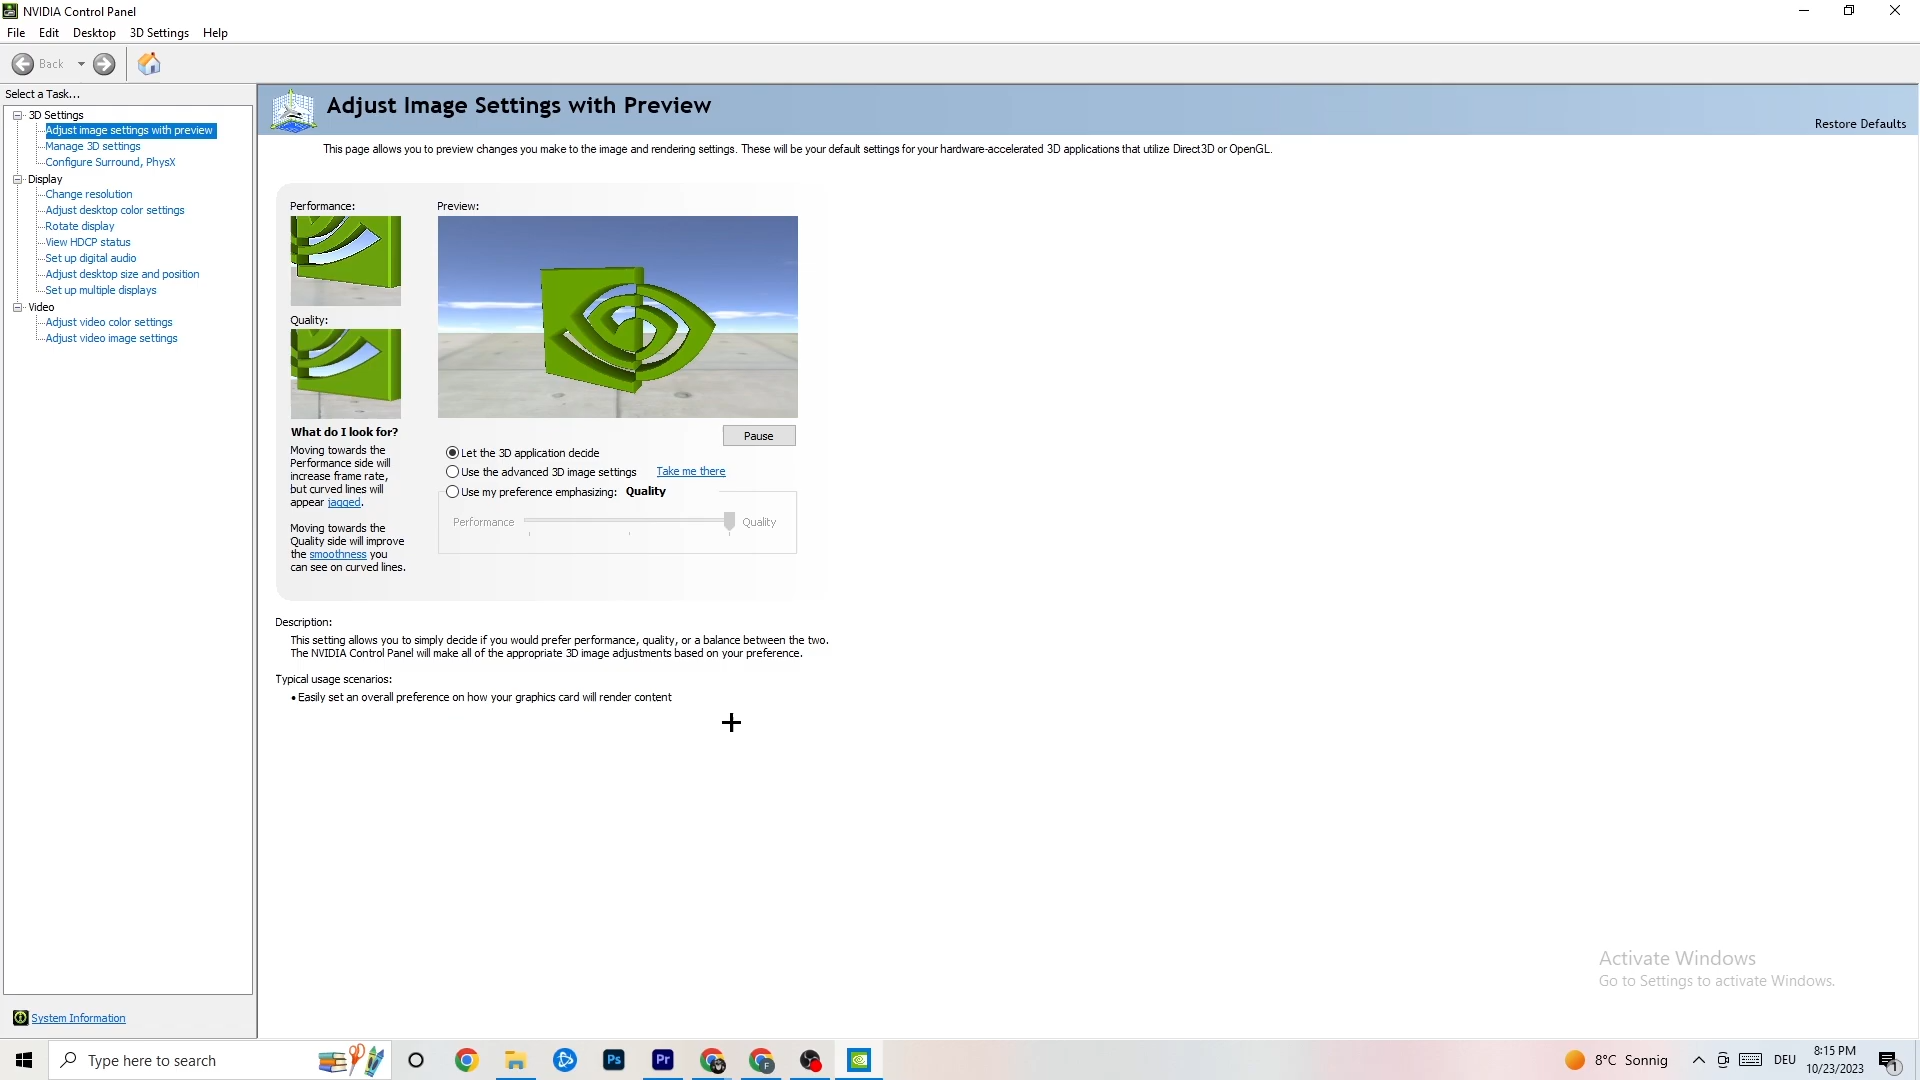 NVIDIA Control Panel
File Edit Desktop 3D Settings Help
Back
Select a Task...
3D Settings
Adjust image settings with preview
Manage 3D settings
Configure Surround, PhysX
Display
Change resolution
Adjust desktop color settings
Rotate display
View HDCP status
Set up digital audio
Adjust desktop size and position
Set up multiple displays
Video
Adjust video color settings
Adjust video image settings
System Information
Adjust Image Settings with Preview
Restore Defaults
This page allows you to preview changes you make to the image and rendering settings. These will be your default settings for your hardware-accelerated 3D applications that utilize Direct3D or OpenGL.
Performance:
Quality:
What do I look for?
Moving towards the
Performance side will
increase frame rate,
but curved lines will
appear jagged.
Moving towards the
Quality side will improve
the smoothness you
can see on curved lines.
Preview:
Pause
Let the 3D application decide
Use the advanced 3D image settings Take me there
Use my preference emphasizing: Quality
Performance Quality
Description:
This setting allows you to simply decide if you would prefer performance, quality, or a balance between the two.
The NVIDIA Control Panel will make all of the appropriate 3D image adjustments based on your preference.
Typical usage scenarios:
• Easily set an overall preference on how your graphics card will render content
Activate Windows
Go to Settings to activate Windows.
Type here to search
Ps
Pr
F
8°C Sonnig
DEU
8:15 PM
10/23/2023
1